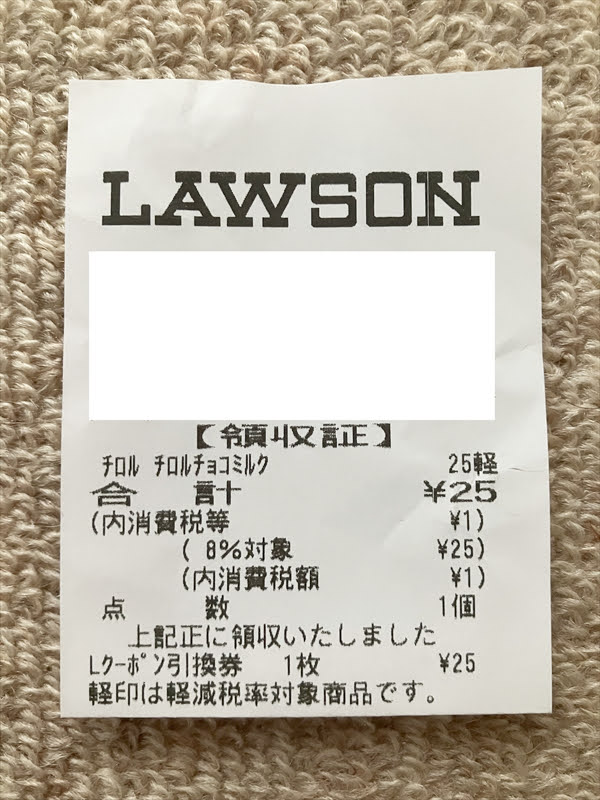 LAWSON
【領収証】
ﾁﾛﾙ ﾁﾛﾙﾁｮｺﾐﾙｸ 25軽
合 計 ¥25
(内消費税等 ¥1)
( 8%対象 ¥25)
(内消費税額 ¥1)
点 数 1個
上記正に領収いたしました
Lｸｰﾎﾟﾝ引換券 1枚 ¥25
軽印は軽減税率対象商品です。